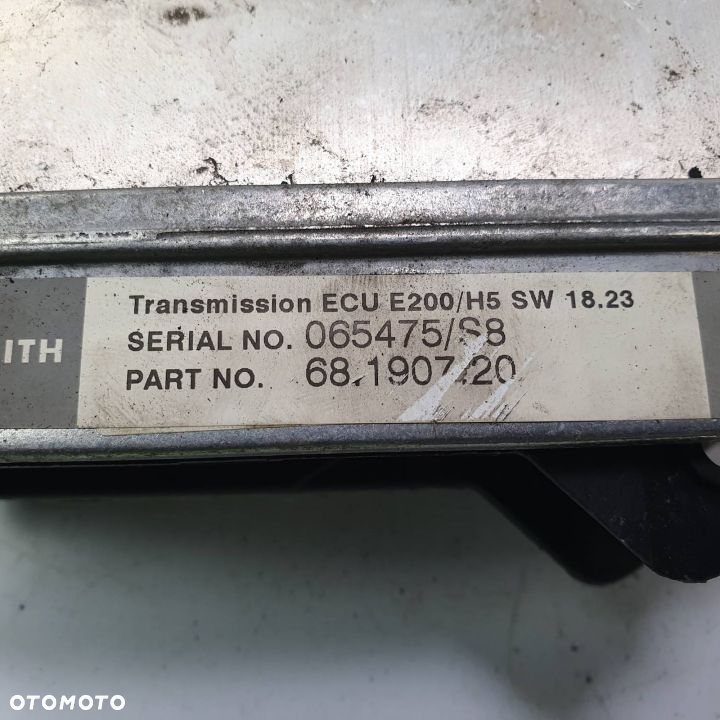 Transmission ECU E200/H5 SW 18.23
ITH
SERIAL NO. 065475/S8
PART NO. 68.1907.20
OTOMOTO